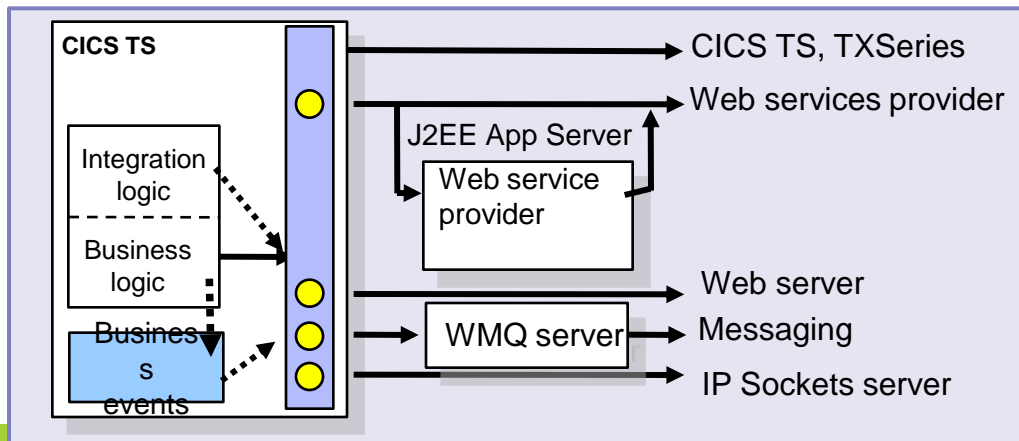 CICS TS
CICS TS, TXSeries
Web services provider
J2EE App Server
Integration
logic
Web service
provider
Business
logic
Web server
WMQ server
Messaging
Busines
s
events
IP Sockets server